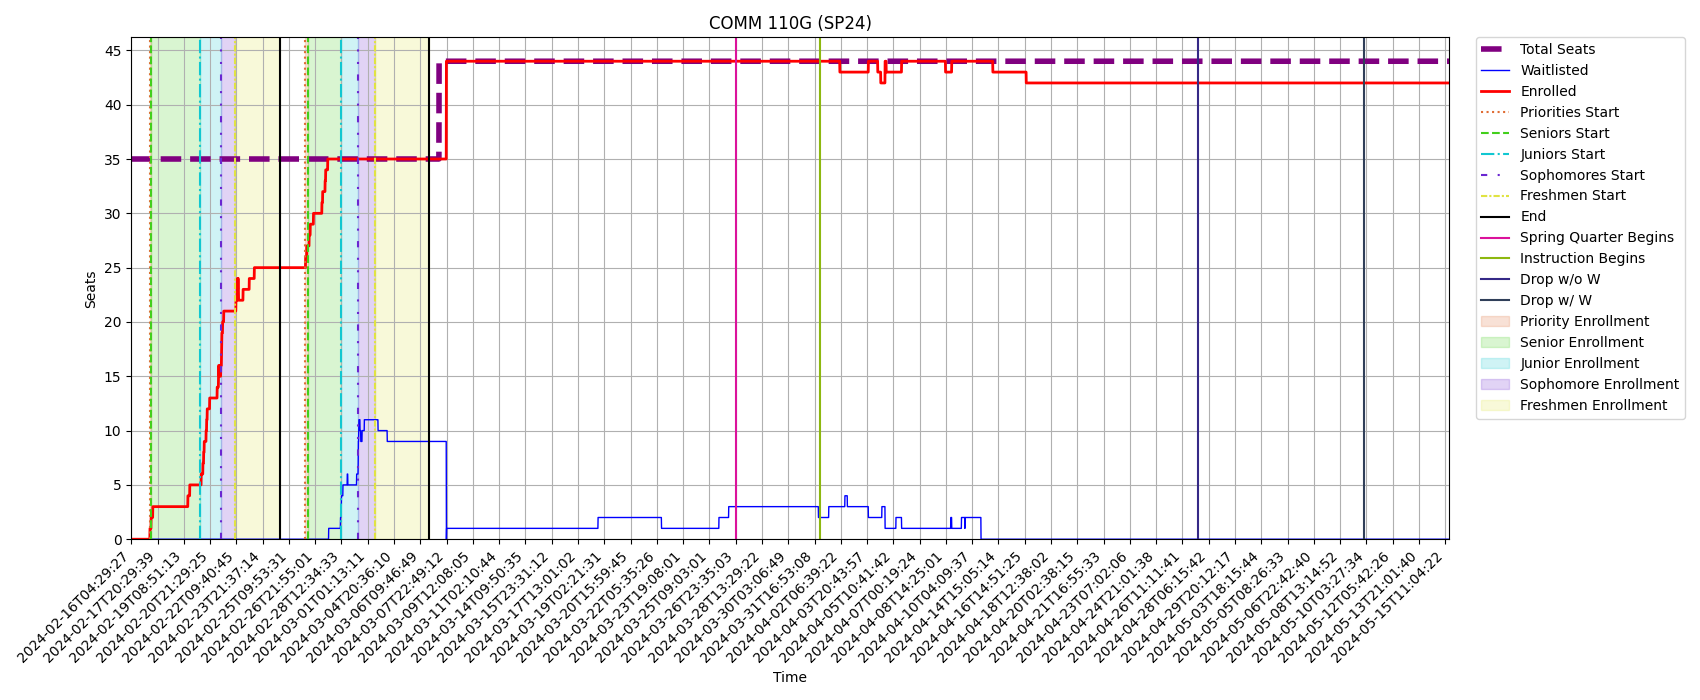 COMM 110G (SP24)
Seats
45
40
35
30
25
20
15
10
5
0
2024-02-16T04:29:27
2024-02-17T20:29:39
2024-02-19T08:51:13
2024-02-20T21:29:25
2024-02-22T09:40:45
2024-02-23T21:37:14
2024-02-25T09:53:31
2024-02-26T21:55:01
2024-02-28T12:34:33
2024-03-01T01:13:11
2024-03-04T20:36:10
2024-03-06T09:46:49
2024-03-07T22:49:12
2024-03-09T12:08:05
2024-03-11T02:10:44
2024-03-14T09:50:35
2024-03-15T23:31:12
2024-03-17T13:01:02
2024-03-19T02:21:31
2024-03-20T15:59:45
2024-03-22T05:35:26
2024-03-23T19:08:01
2024-03-25T09:03:01
2024-03-26T23:35:03
2024-03-28T13:29:22
2024-03-30T03:06:49
2024-03-31T16:53:08
2024-04-02T06:39:22
2024-04-03T20:43:57
2024-04-05T10:41:42
2024-04-07T00:19:24
2024-04-08T14:25:01
2024-04-10T04:09:37
2024-04-14T15:05:14
2024-04-16T14:51:25
2024-04-18T12:38:02
2024-04-20T02:38:15
2024-04-21T16:55:33
2024-04-23T07:02:06
2024-04-24T21:01:38
2024-04-26T11:11:41
2024-04-28T06:15:42
2024-04-29T20:12:17
2024-05-03T18:15:44
2024-05-05T08:26:33
2024-05-06T22:42:40
2024-05-08T13:14:52
2024-05-10T03:27:34
2024-05-12T05:42:26
2024-05-13T21:01:40
2024-05-15T11:04:22
Time
Total Seats
Waitlisted
Enrolled
Priorities Start
Seniors Start
Juniors Start
Sophomores Start
Freshmen Start
End
Spring Quarter Begins
Instruction Begins
Drop w/o W
Drop w/ W
Priority Enrollment
Senior Enrollment
Junior Enrollment
Sophomore Enrollment
Freshmen Enrollment